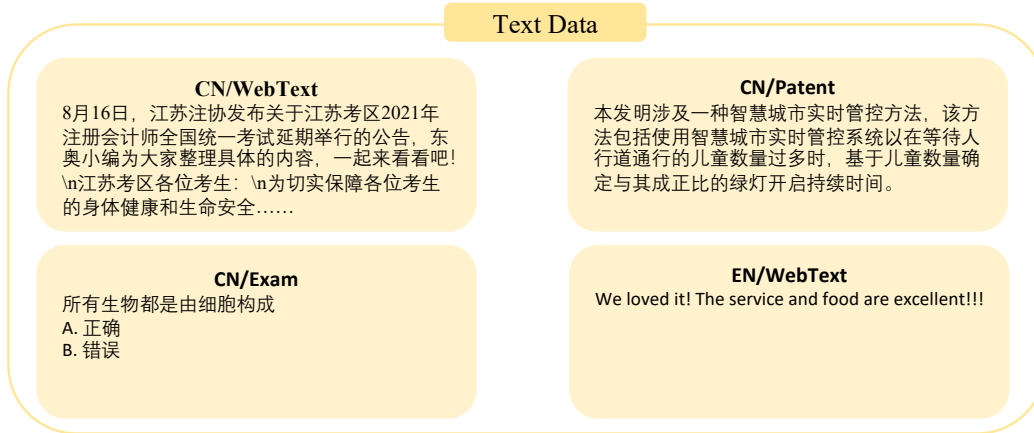 Text Data
CN/WebText
8月16日，江苏注协发布关于江苏考区2021年
注册会计师全国统一考试延期举行的公告，东
奥小编为大家整理具体的内容，一起来看看吧！
\n江苏考区各位考生：\n为切实保障各位考生
的身体健康和生命安全……
CN/Patent
本发明涉及一种智慧城市实时管控方法，该方
法包括使用智慧城市实时管控系统以在等待人
行道通行的儿童数量过多时，基于儿童数量确
定与其成正比的绿灯开启持续时间。
CN/Exam
所有生物都是由细胞构成
A. 正确
B. 错误
EN/WebText
We loved it! The service and food are excellent!!!